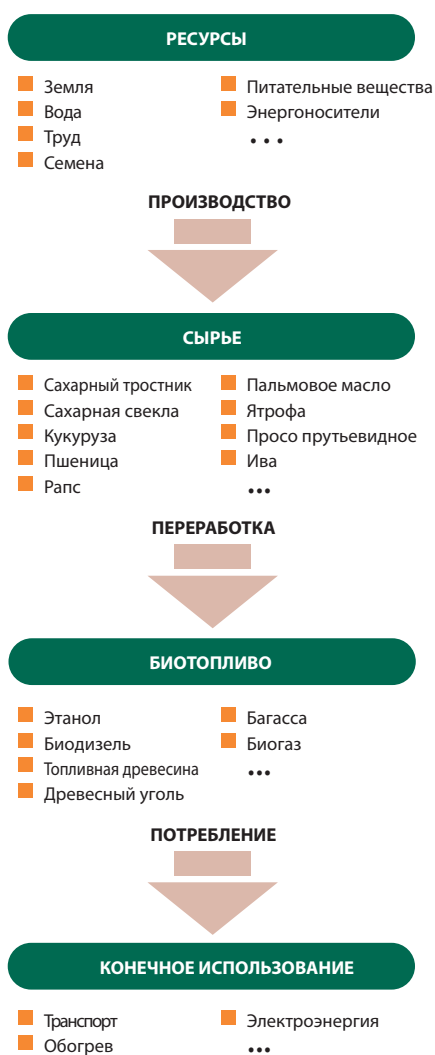 РЕСУРСЫ
Земля
Вода
Труд
Семена
Питательные вещества
Энергоносители
...
ПРОИЗВОДСТВО
СЫРЬЕ
Сахарный тростник
Сахарная свекла
Кукуруза
Пшеница
Рапс
Пальмовое масло
Ятрофа
Просо прутьевидное
Ива
...
ПЕРЕРАБОТКА
БИОТОПЛИВО
Этанол
Биодизель
Топливная древесина
Древесный уголь
Багасса
Биогаз
...
ПОТРЕБЛЕНИЕ
КОНЕЧНОЕ ИСПОЛЬЗОВАНИЕ
Транспорт
Обогрев
Электроэнергия
...